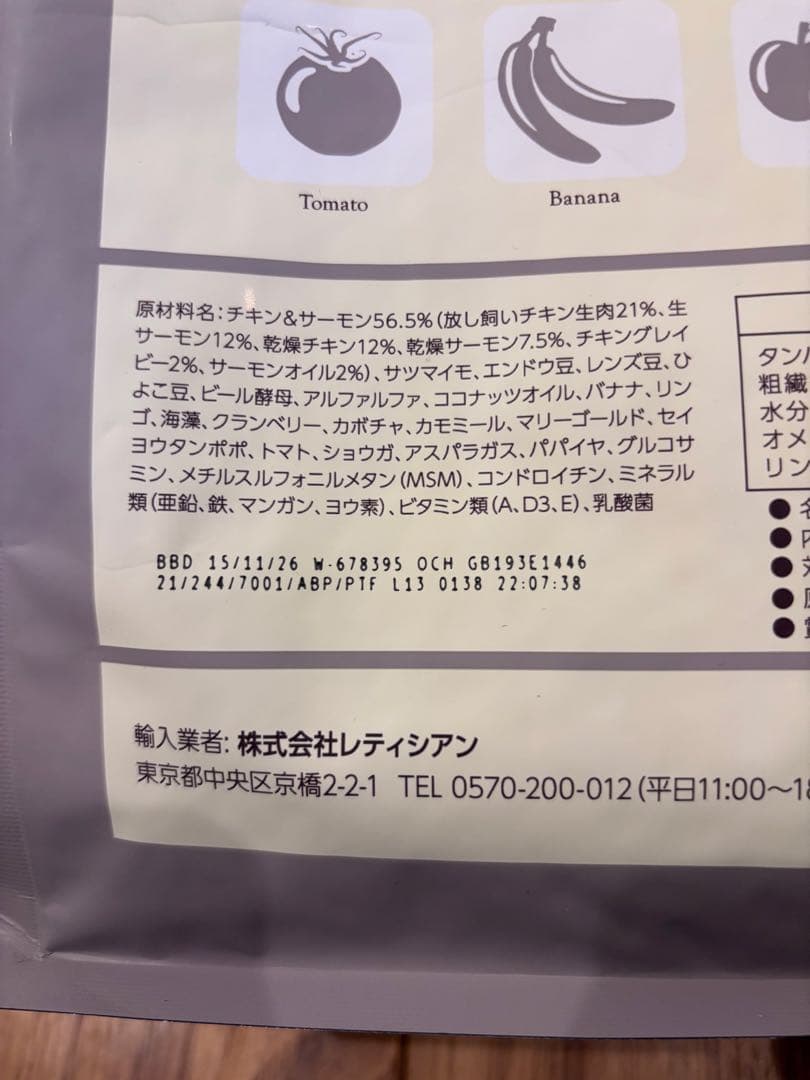 Tomato
Banana
原材料名:チキン&サーモン56.5%(放し飼いチキン生肉21%、生
サーモン12%、乾燥チキン12%、乾燥サーモン7.5%、チキングレイ
ビー2%、サーモンオイル2%)、サツマイモ、エンドウ豆、レンズ豆、ひ
よこ豆、ビール酵母、アルファルファ、ココナッツオイル、バナナ、リン
ゴ、海藻、クランベリー、カボチャ、カモミール、マリーゴールド、セイ
ヨウタンポポ、トマト、ショウガ、アスパラガス、パパイヤ、グルコサ
ミン、メチルスルフォニルメタン(MSM)、コンドロイチン、ミネラル
類(亜鉛、鉄、マンガン、ヨウ素)、ビタミン類(A、D3、E)、乳酸菌
BBD 15/11/26 W-678395 OCH GB193E1446
21/244/7001/ABP/PTF L13 0138 22:07:38
タンパ
粗繊
水分
オメ
リン
輸入業者: 株式会社レティシアン
東京都中央区京橋2-2-1 TEL 0570-200-012(平日11:00〜18